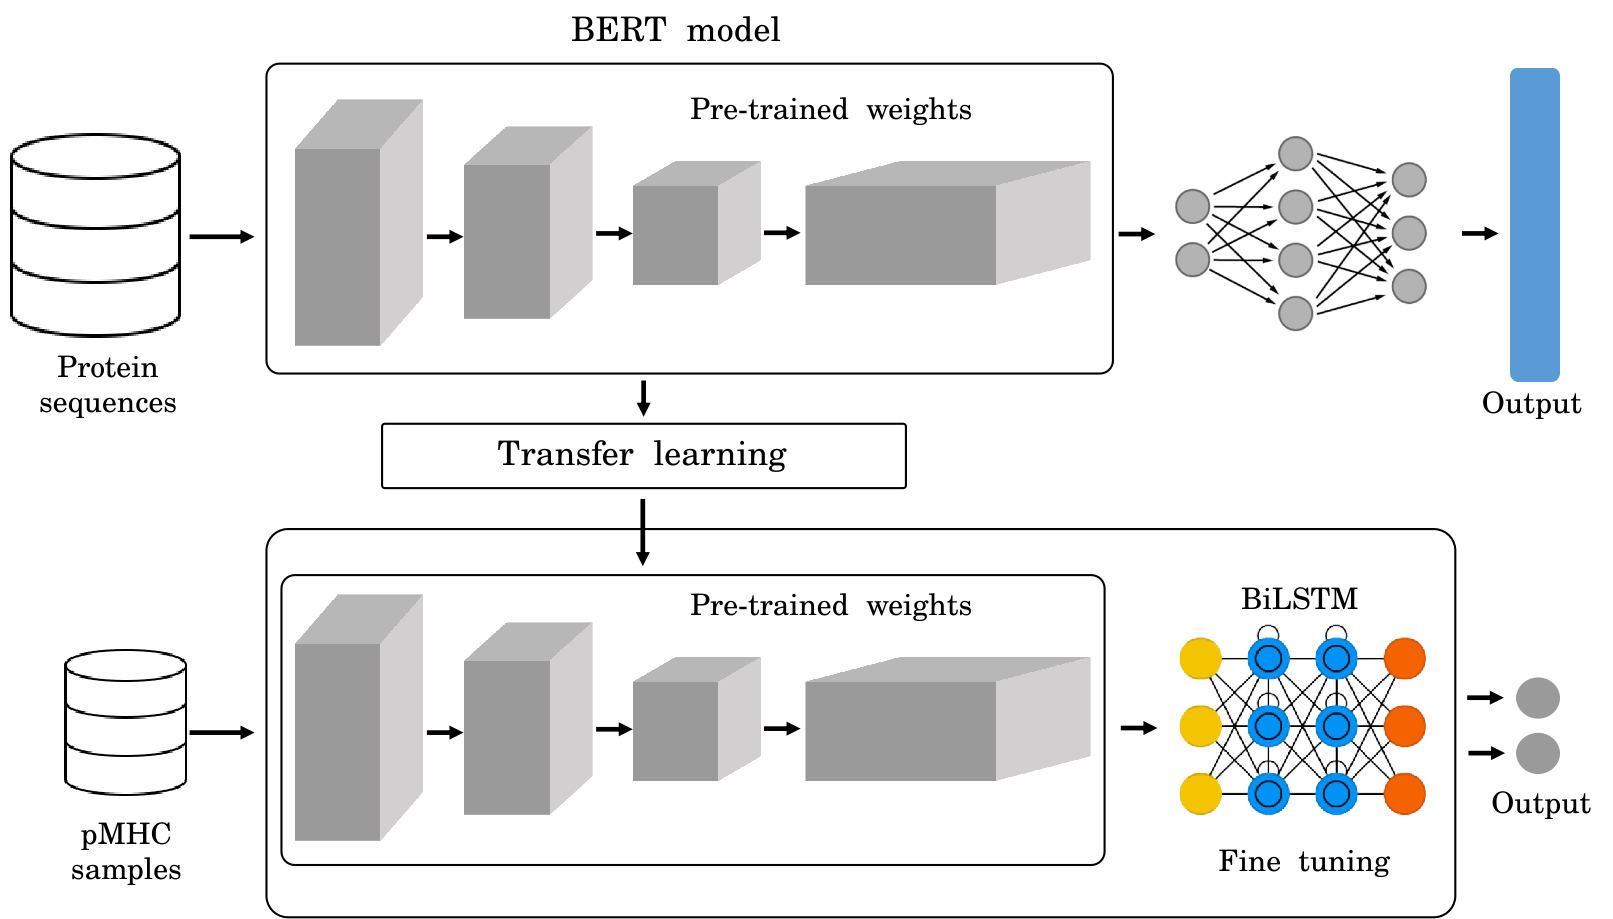 BERT model
Pre-trained weights
Protein
sequences
Output
Transfer learning
Pre-trained weights
BiLSTM
pMHC
samples
Fine tuning
Output